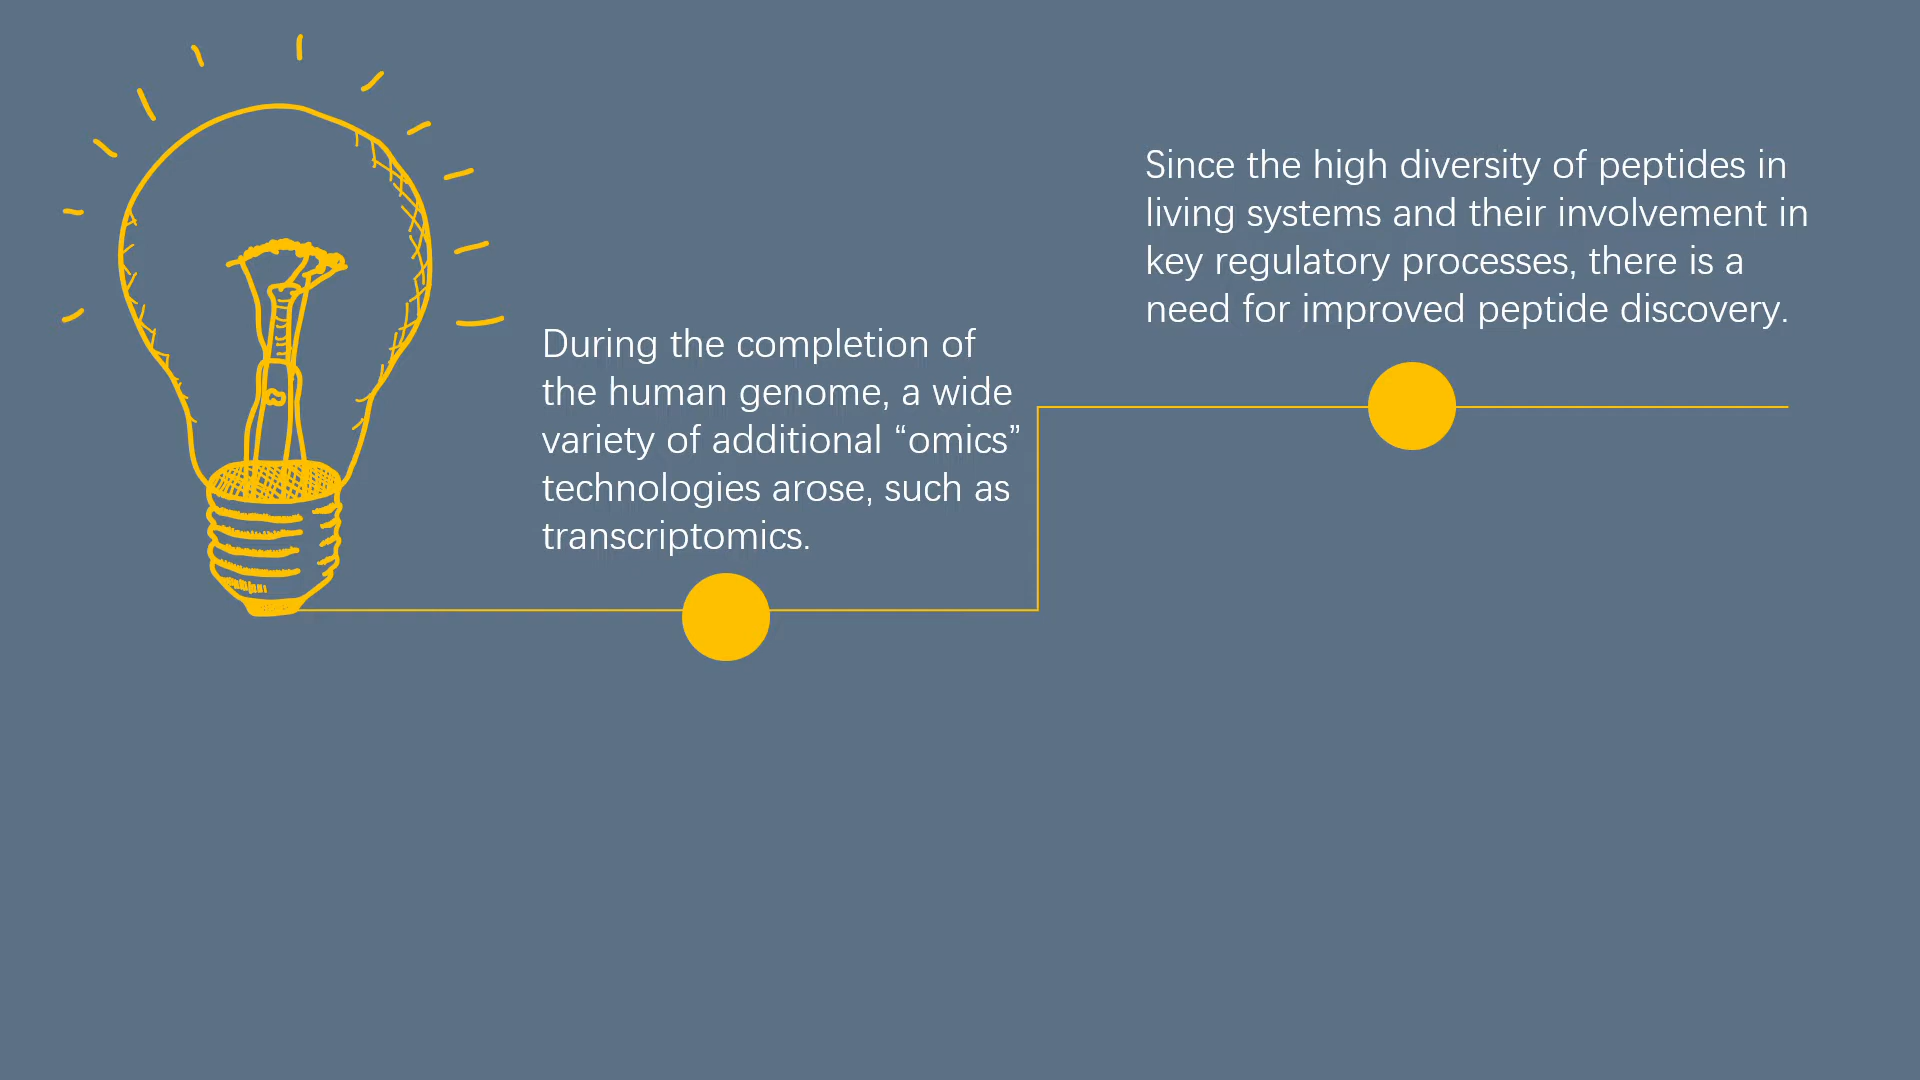 During the completion of
the human genome, a wide
variety of additional “omics”
technologies arose, such as
transcriptomics.
Since the high diversity of peptides in
living systems and their involvement in
key regulatory processes, there is a
need for improved peptide discovery.